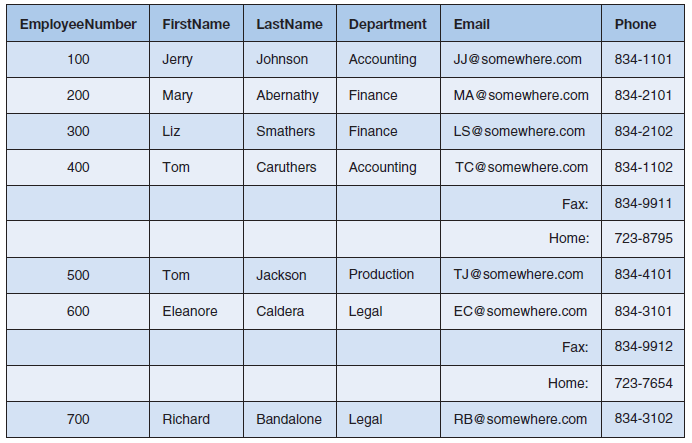 EmployeeNumber FirstName LastName Department Email Phone
100 Jerry Johnson Accounting JJ@somewhere.com 834-1101
200 Mary Abernathy Finance MA@somewhere.com 834-2101
300 Liz Smathers Finance LS@somewhere.com 834-2102
400 Tom Caruthers Accounting TC@somewhere.com 834-1102
Fax: 834-9911
Home: 723-8795
500 Tom Jackson Production TJ@somewhere.com 834-4101
600 Eleanore Caldera Legal EC@somewhere.com 834-3101
Fax: 834-9912
Home: 723-7654
700 Richard Bandalone Legal RB@somewhere.com 834-3102